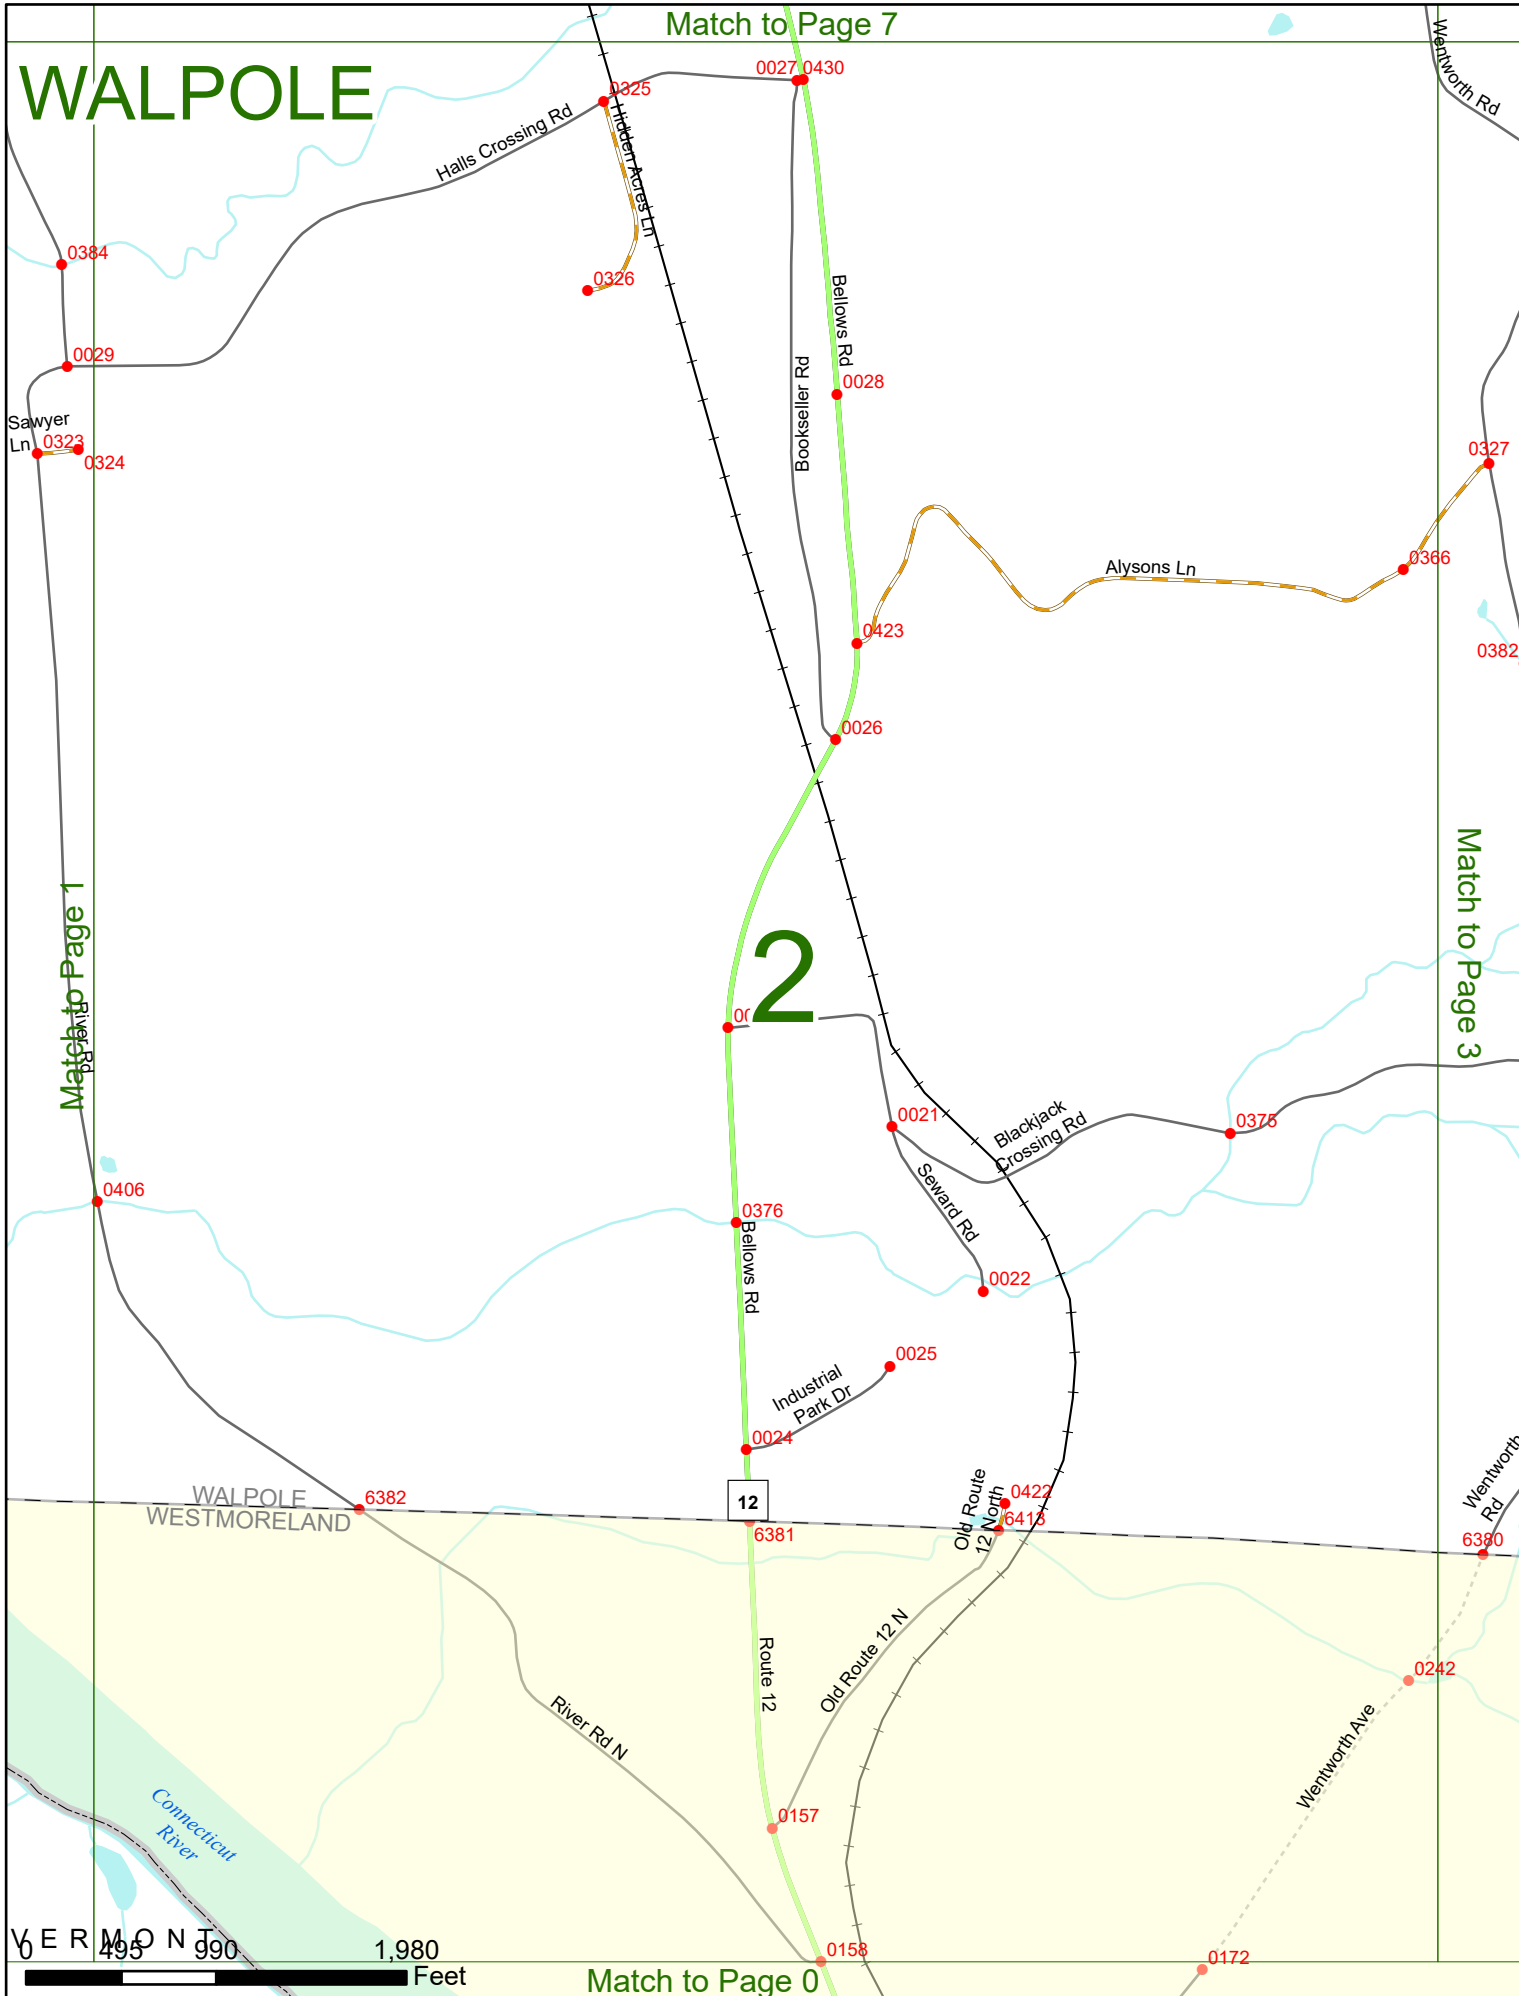 Match to Page 7
WALPOLE
Wentworth Rd
0027
0430
0325
Halls Crossing Rd
Hidden Acres Ln
0384
0326
Bellows Rd
0029
Bookseller Rd
0028
Sawyer
Ln
0323
0324
0327
Alysons Ln
0366
0423
0382
0026
Match to Page 1
River Rd
Match to Page 3
2
0021
Blackjack
Crossing Rd
0375
Seward Rd
0406
0376
Bellows Rd
0022
0025
Industrial
Park Dr
0024
WALPOLE
WESTMORELAND
6382
12
6381
Old Route
12 North
0422
6413
Wentworth
Rd
6380
Route 12
Old Route 12 N
0242
River Rd N
Wentworth Ave
Connecticut
River
0157
VERMONT
0 495 990 1,980
Feet
0158
0172
Match to Page 0